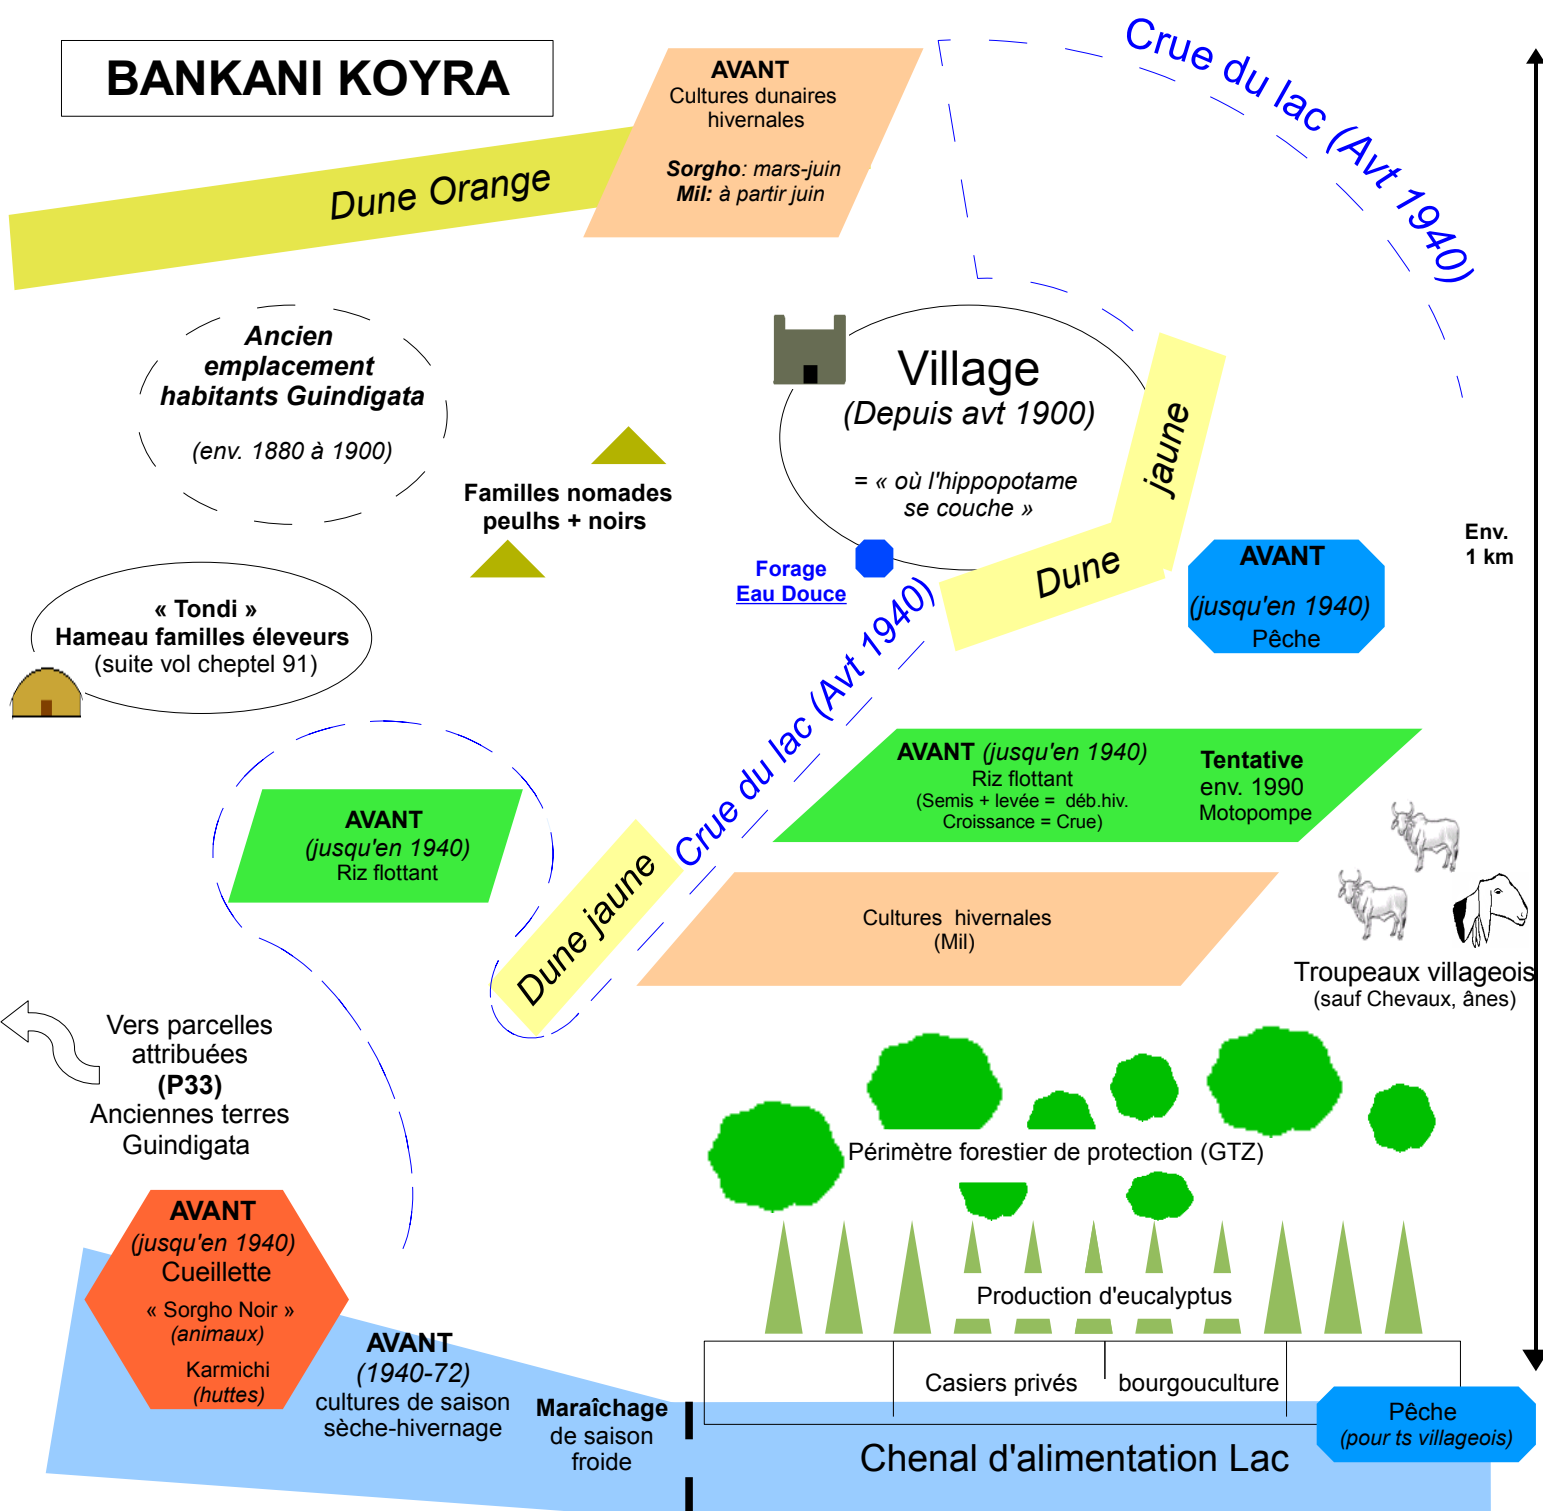 BANKANI KOYRA
AVANT
Cultures dunaires
hivernales
Sorgho: mars-juin
Mil: à partir juin
Crue du lac (Avt 1940)
Dune Orange
Ancien
emplacement
habitants Guindigata
(env. 1880 à 1900)
Village
(Depuis avt 1900)
= « où l'hippopotame
se couche »
jaune
Dune
Familles nomades
peulhs + noirs
Forage
Eau Douce
Env.
1 km
AVANT
(jusqu'en 1940)
Pêche
« Tondi »
Hameau familles éleveurs
(suite vol cheptel 91)
Crue du lac (Avt 1940)
AVANT (jusqu'en 1940)
Riz flottant
(Semis + levée = déb.hiv.
Croissance = Crue)
Tentative
env. 1990
Motopompe
AVANT
(jusqu'en 1940)
Riz flottant
Dune jaune
Cultures hivernales
(Mil)
Troupeaux villageois
(sauf Chevaux, ânes)
Vers parcelles
attribuées
(P33)
Anciennes terres
Guindigata
Périmètre forestier de protection (GTZ)
AVANT
(jusqu'en 1940)
Cueillette
« Sorgho Noir »
(animaux)
Karmichi
(huttes)
Production d'eucalyptus
AVANT
(1940-72)
cultures de saison
sèche-hivernage
Maraîchage
de saison
froide
Casiers privés
bourgouculture
Pêche
(pour ts villageois)
Chenal d'alimentation Lac